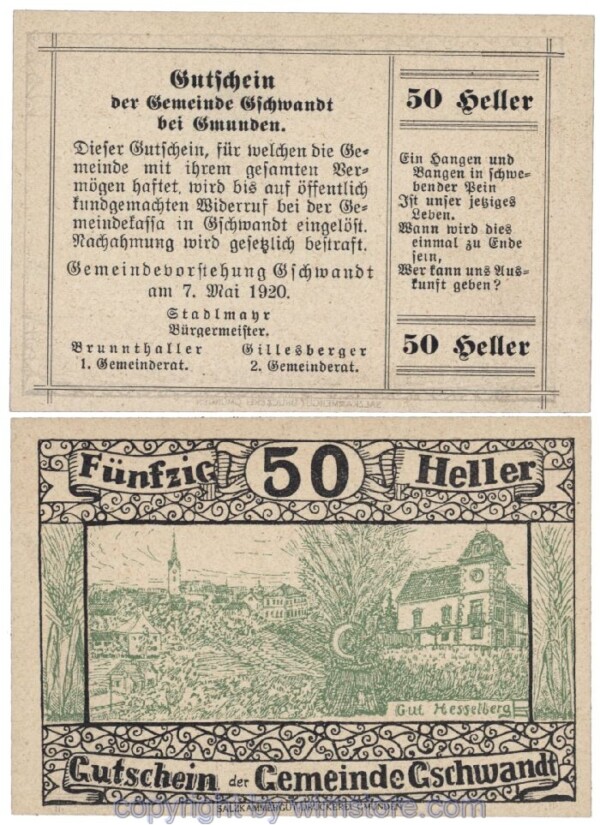 Gutschein
der Gemeinde Gschwandt
bei Gmunden.
Dieser Gutschein, für welchen die Ge-
meinde mit ihrem gesamten Ver-
mögen haftet, wird bis auf öffentlich
kundgemachten Widerruf bei der Ge-
meindekassa in Gschwandt eingelöst.
Nachahmung wird gesetzlich bestraft.
Gemeindevorstehung Gschwandt
am 7. Mai 1920.
Stadlmayr
Bürgermeister.
Brunnthaller Gillesberger
1. Gemeinderat. 2. Gemeinderat.
50 Heller
Ein Hangen und
Bangen in schwe-
bender Pein
Ist unser jetziges
Leben.
Wann wird dies
einmal zu Ende
sein,
Wer kann uns Aus-
kunft geben?
50 Heller
Fünfzig 50 Heller
Gut Hesselberg
Gutschein der Gemeinde Gschwandt
SALZKAMMERGUT-DRUCKEREI, GMUNDEN
copyright by winstore.com